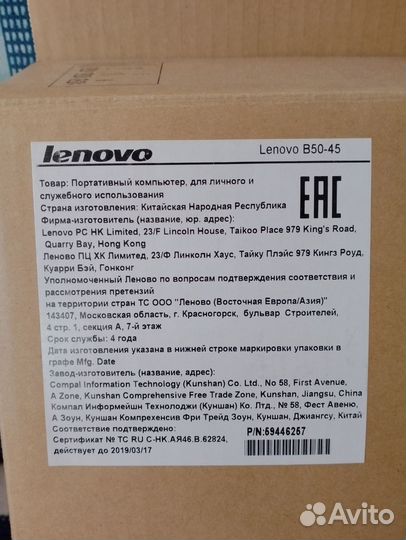 lenovo
Lenovo B50-45
Товар: Портативный компьютер, для личного и
служебного использования
Страна изготовления: Китайская Народная Республика
Фирма-изготовитель (название, юр. адрес):
EAC
Lenovo PC HK Limited, 23/F Lincoln House, Taikoo Place 979 King's Road,
Quarry Bay, Hong Kong
Леново ПЦ ХК Лимитед, 23/Ф Линколн Хаус, Тайку Плэйс 979 Кингз Роуд,
Куарри Бэй, Гонконг
Уполномоченный Леново по вопросам подтверждения соответствия и
рассмотрения претензий
на территории стран ТС ООО "Леново (Восточная Европа/Азия)"
143407, Московская область, г. Красногорск, бульвар Строителей,
4 стр. 1, секция А, 7-й этаж
Срок службы: 4 года
Дата изготовления указана в нижней строке маркировки упаковки в
графе Mfg. Date
Завод-изготовитель (название, адрес):
Compal Information Technology (Kunshan) Co. Ltd., No 58, First Avenue,
A Zone, Kunshan Comprehensive Free Trade Zone, Kunshan, Jiangsu, China
Компал Информейшн Технолоджи (Куншан) Ко. Лтд., № 58, Фест Авеню,
А Зоун, Куншан Компрехенсив Фри Трейд Зоун, Куншан, Джиангсу, Китай
Соответствие подтверждено:
Сертификат № ТС RU C-HK.АЯ46.В.62824,
действует до 2019/03/17
P/N:59446267
Avito